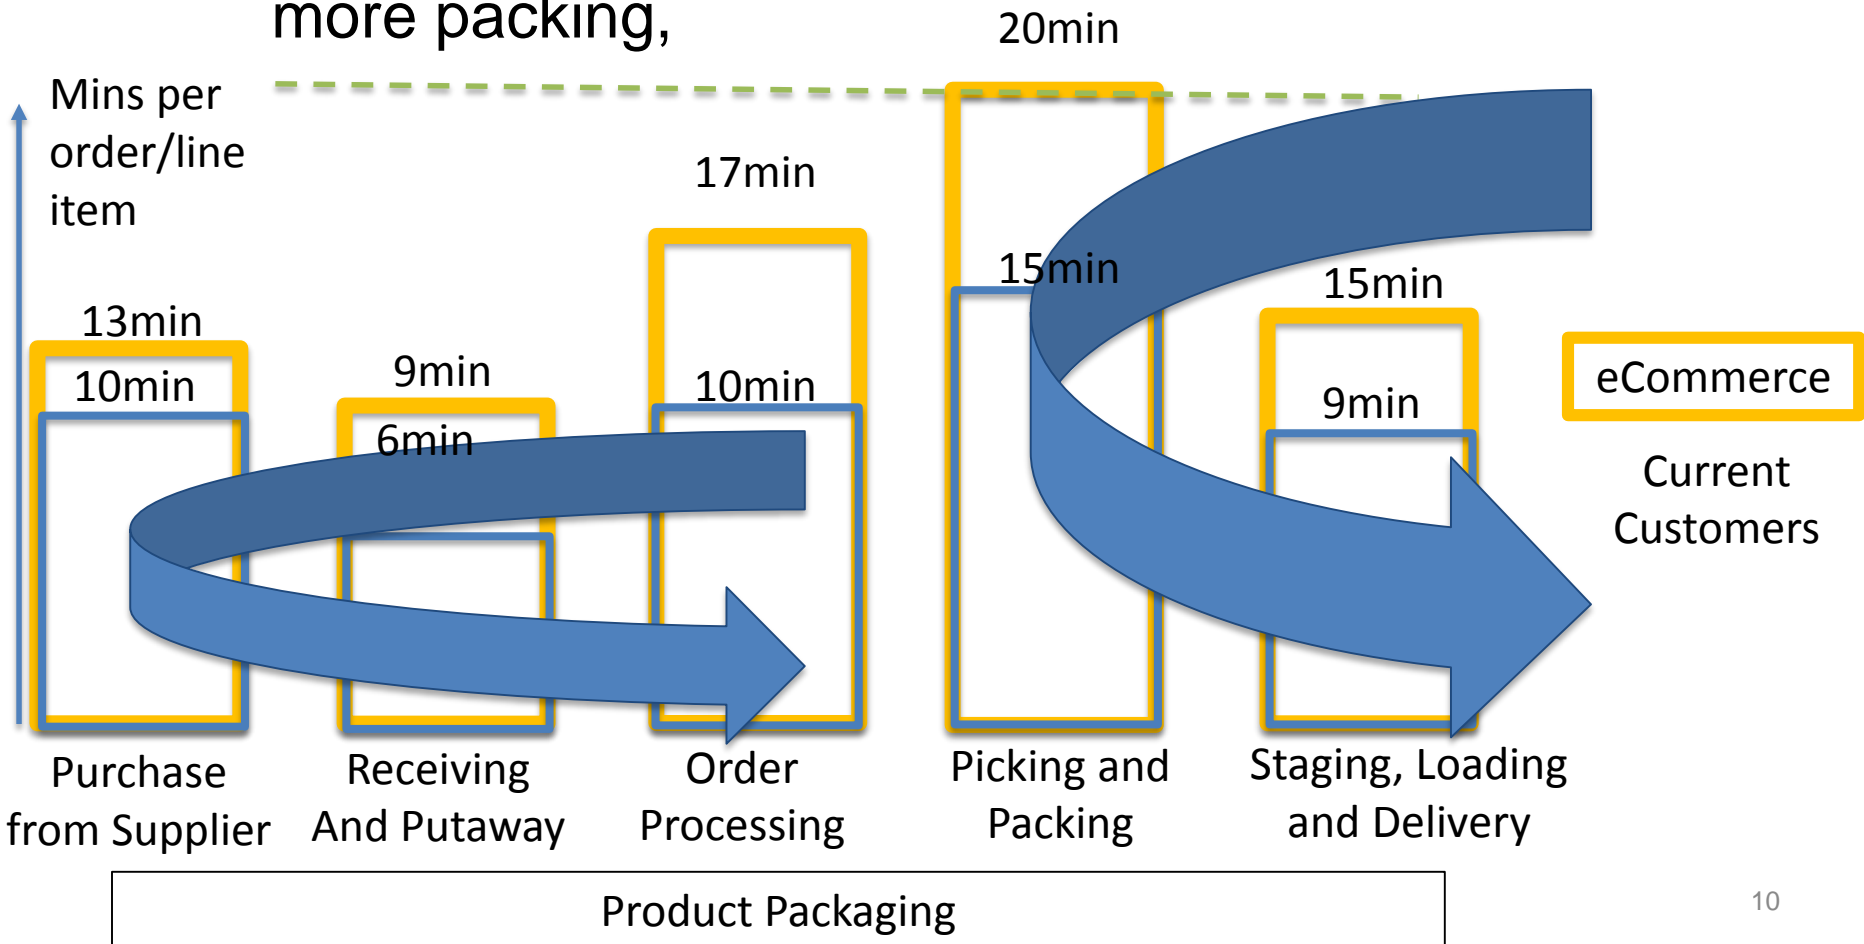 more packing,
20min
Mins per
order/line
item
17min
15min
15min
13min
10min
9min
6min
10min
9min
eCommerce
Current
Customers
Purchase
from Supplier
Receiving
And Putaway
Order
Processing
Picking and
Packing
Staging, Loading
and Delivery
Product Packaging
10